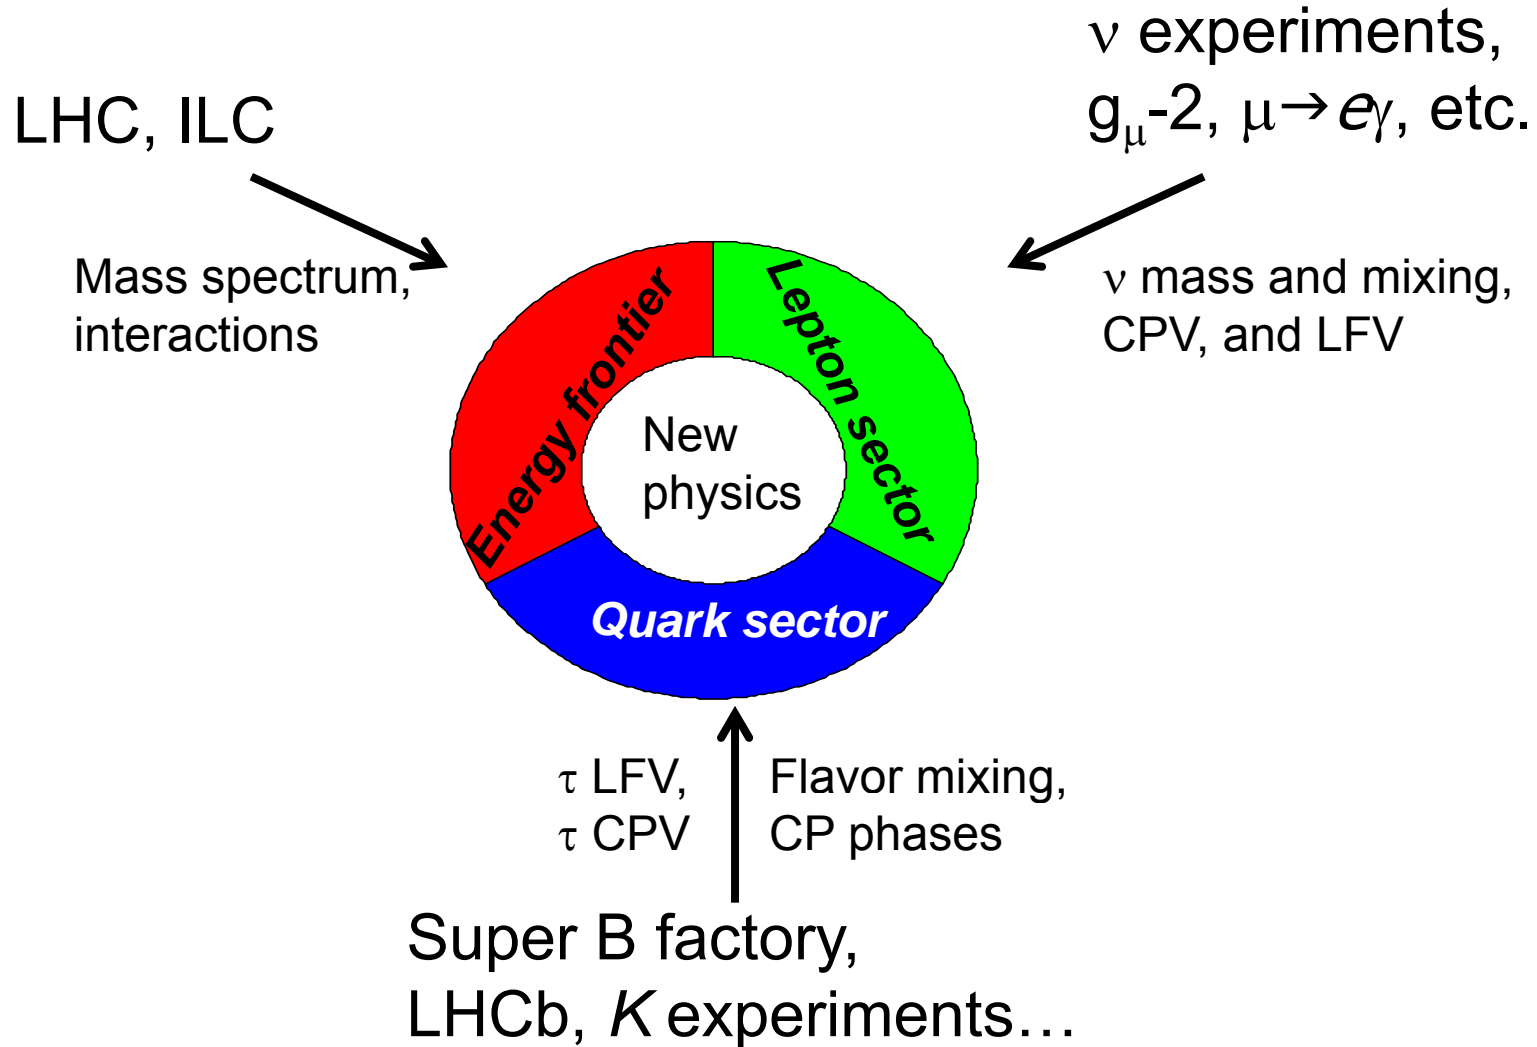 ν experiments,
g_μ-2, μ→eγ, etc.
LHC, ILC
Mass spectrum,
interactions
ν mass and mixing,
CPV, and LFV
Energy frontier
Lepton sector
New
physics
Quark sector
τ LFV,
τ CPV
Flavor mixing,
CP phases
Super B factory,
LHCb, K experiments…